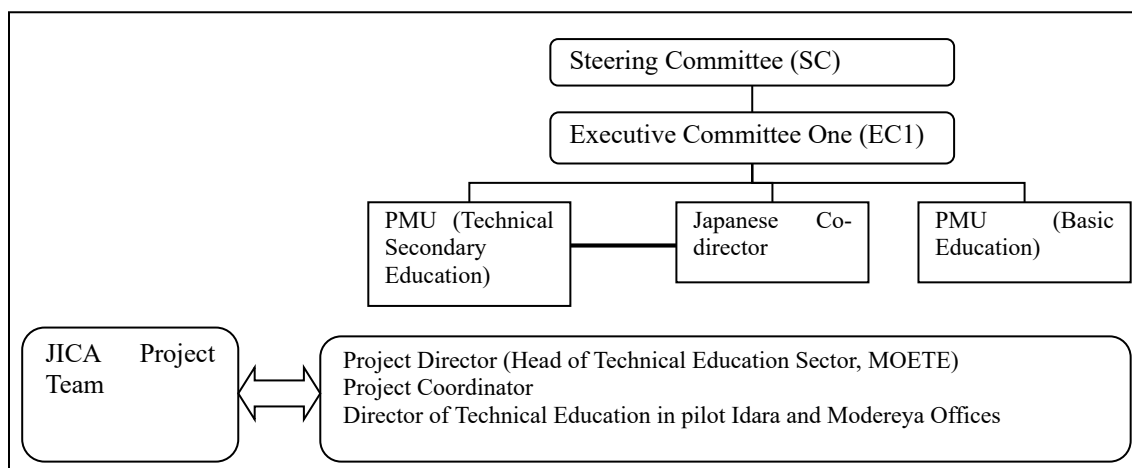 Steering Committee (SC)
Executive Committee One (EC1)
PMU (Technical
Secondary
Education)
Japanese Co-
director
PMU (Basic
Education)
JICA Project
Team
Project Director (Head of Technical Education Sector, MOETE)
Project Coordinator
Director of Technical Education in pilot Idara and Modereya Offices